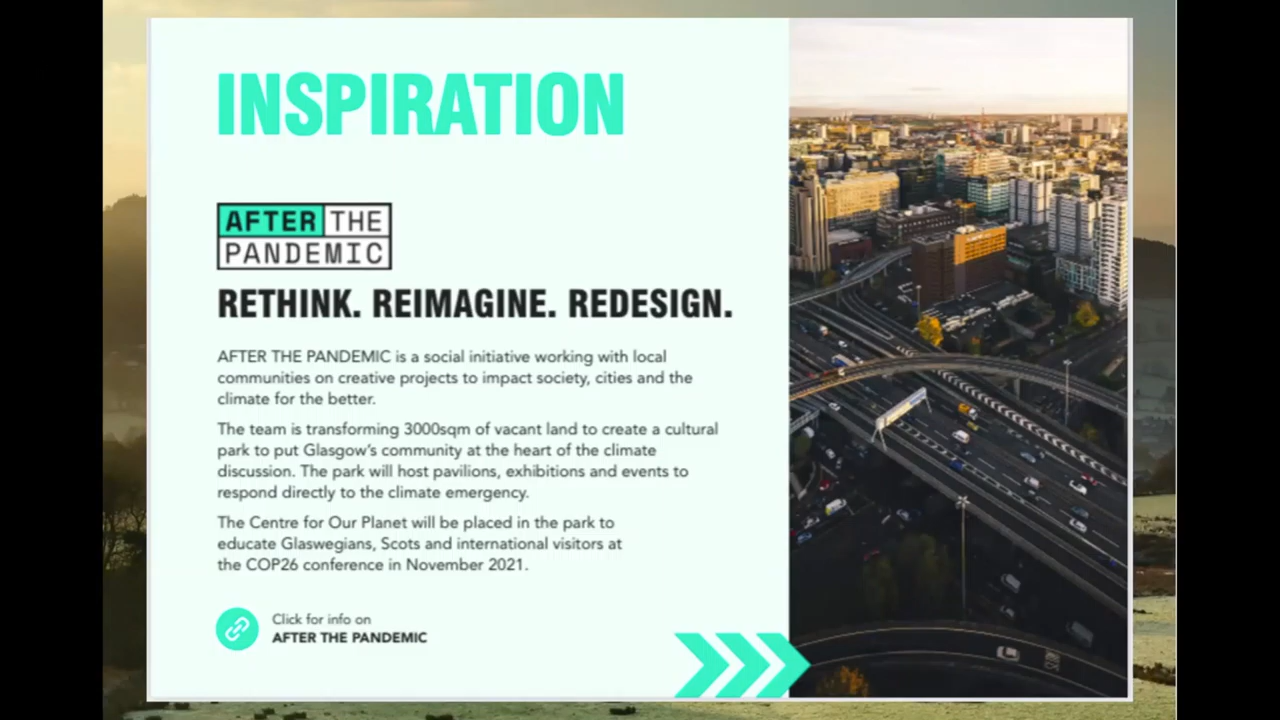 INSPIRATION
AFTER THE
PANDEMIC
RETHINK. REIMAGINE. REDESIGN.
AFTER THE PANDEMIC is a social initiative working with local
communities on creative projects to impact society, cities and the
climate for the better.
The team is transforming 3000sqm of vacant land to create a cultural
park to put Glasgow's community at the heart of the climate
discussion. The park will host pavilions, exhibitions and events to
respond directly to the climate emergency.
The Centre for Our Planet will be placed in the park to
educate Glaswegians, Scots and international visitors at
the COP26 conference in November 2021.
Click for info on
AFTER THE PANDEMIC